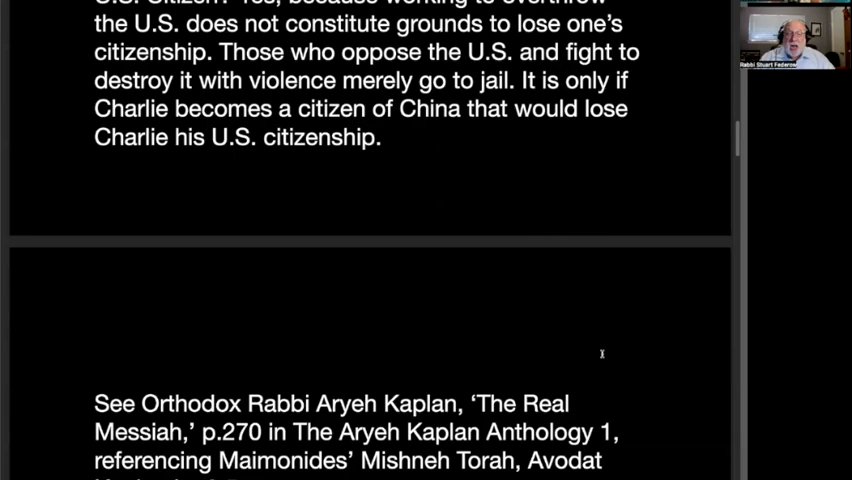 the U.S. does not constitute grounds to lose one's
citizenship. Those who oppose the U.S. and fight to
destroy it with violence merely go to jail. It is only if
Charlie becomes a citizen of China that would lose
Charlie his U.S. citizenship.
See Orthodox Rabbi Aryeh Kaplan, ‘The Real
Messiah,’ p.270 in The Aryeh Kaplan Anthology 1,
referencing Maimonides’ Mishneh Torah, Avodat
Rabbi Stuart Federow